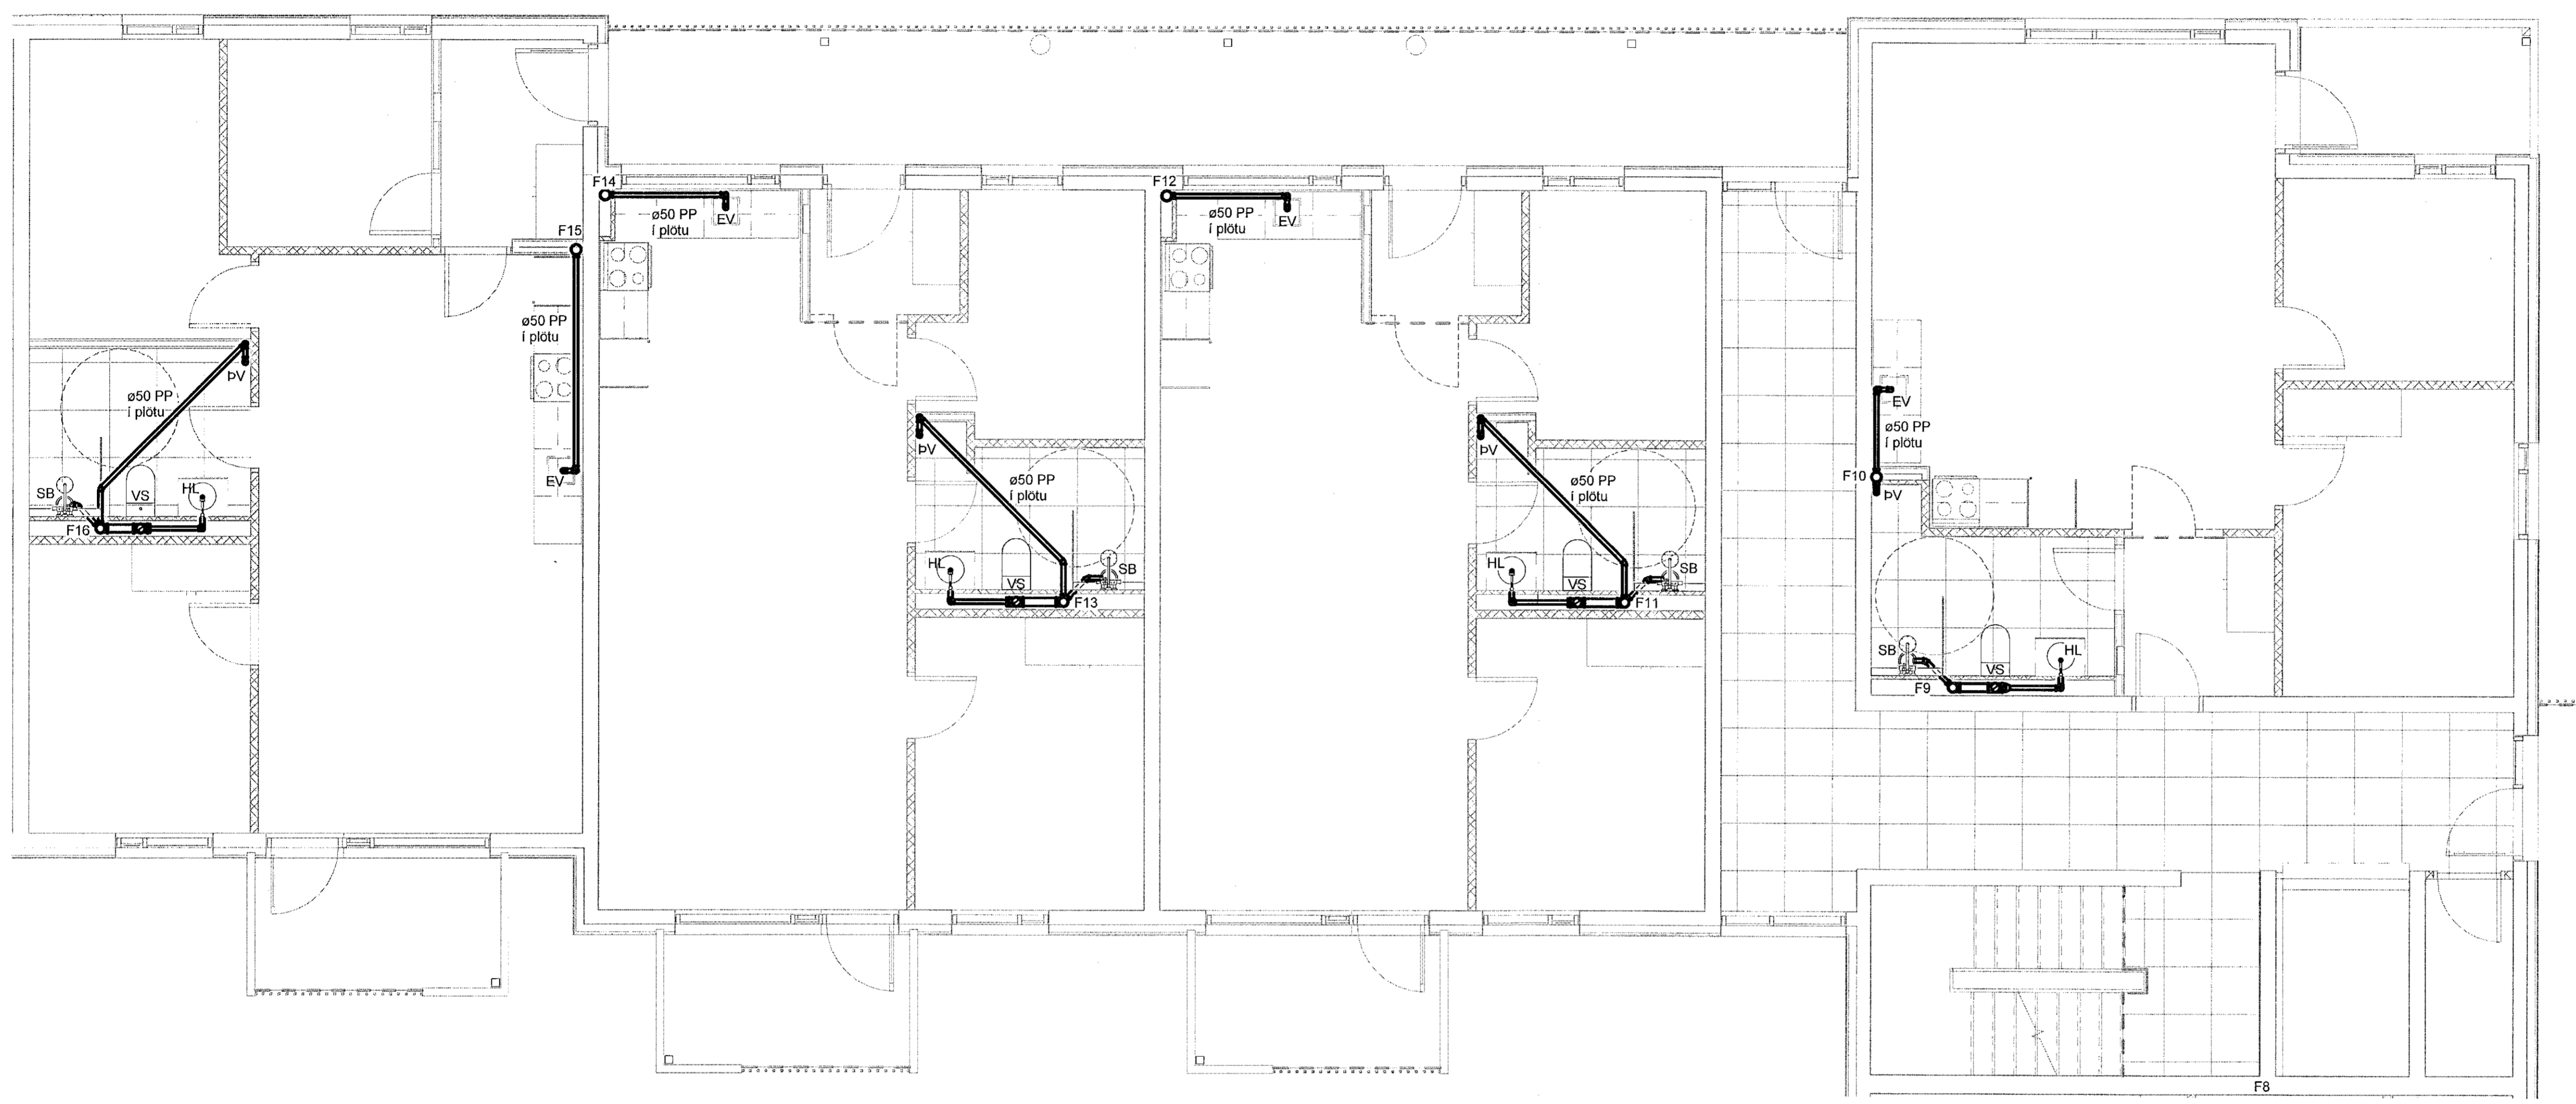 F14
ø50 PP
í plötu
EV
F12
ø50 PP
í plötu
EV
F15
ø50 PP
í plötu
EV
ÞV
ø50 PP
í plötu
SB
VS
HL
F16
ÞV
ø50 PP
í plötu
HL
VS
SB
F13
ÞV
ø50 PP
í plötu
HL
VS
SB
F11
EV
ø50 PP
í plötu
F10
ÞV
SB
VS
HL
F9
F8